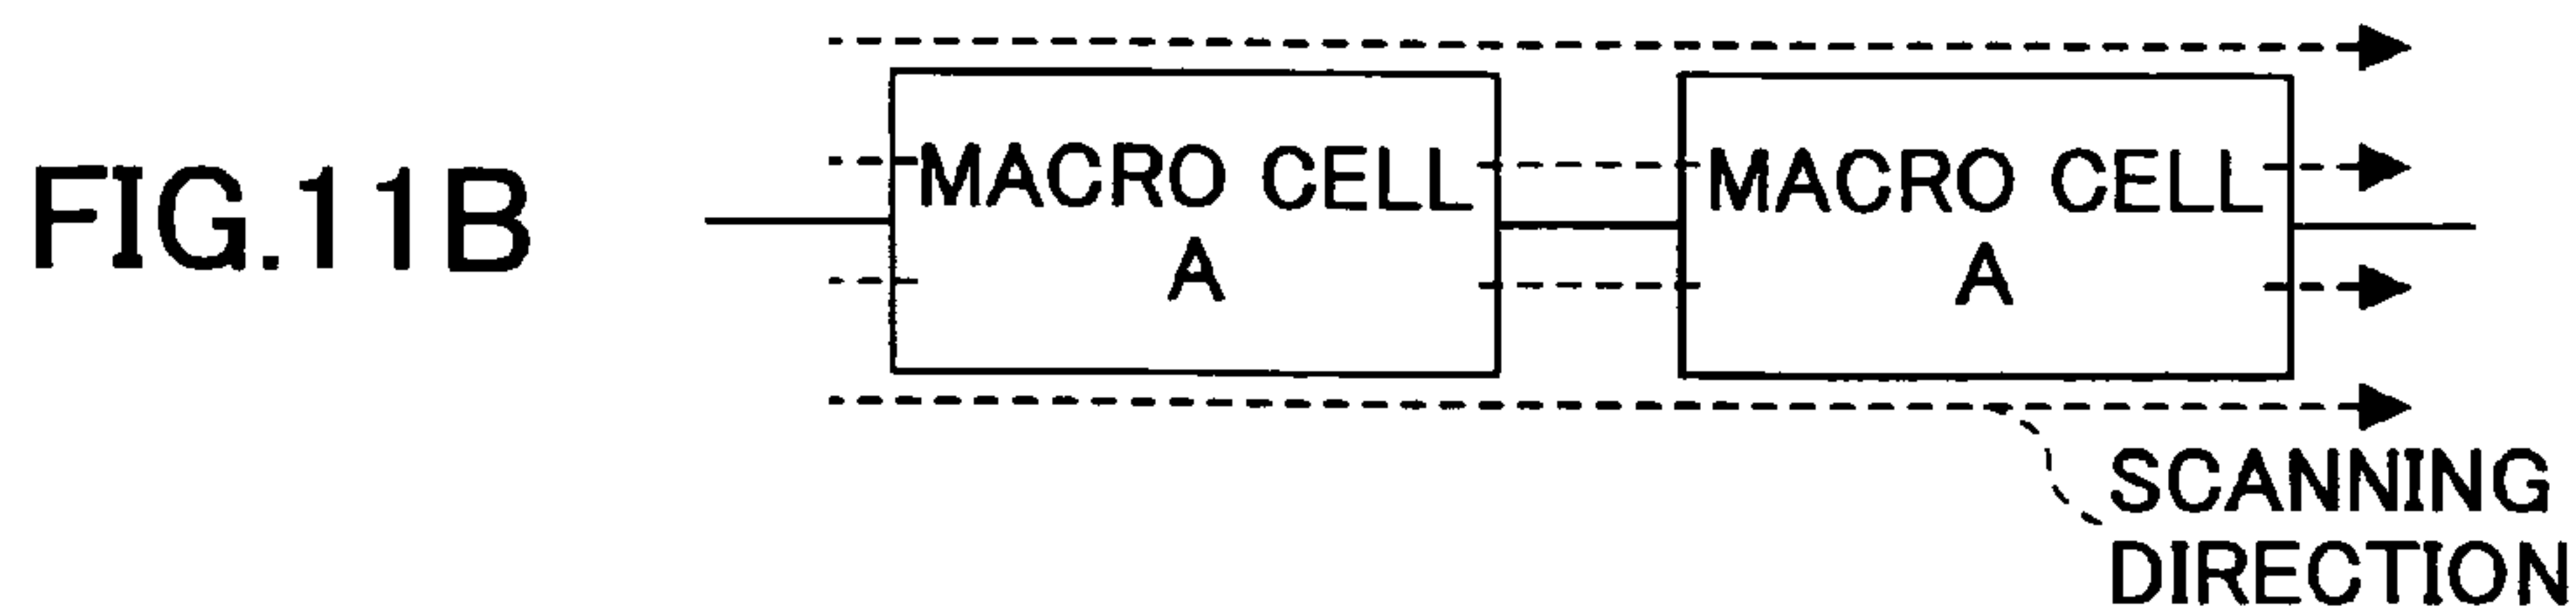 FIG.11B
MACRO CELL
A
MACRO CELL
A
SCANNING
DIRECTION